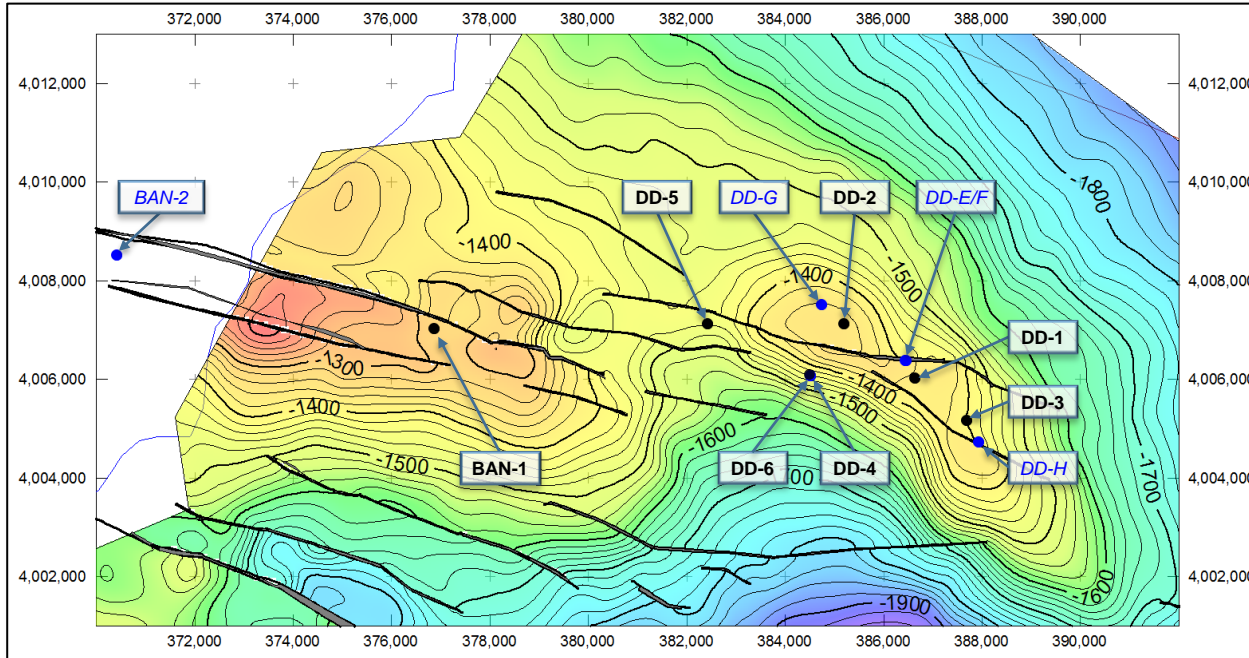 372,000 374,000 376,000 378,000 380,000 382,000 384,000 386,000 388,000 390,000
4,012,000 4,012,000
-1800
4,010,000 BAN-2 DD-5 DD-G DD-2 DD-E/F 4,010,000
-1400 -1400 -1500
4,008,000 4,008,000
DD-1
-1300 -1400
4,006,000 4,006,000
-1400 -1500 DD-3
-1600
-1500 BAN-1 DD-6 DD-4 DD-H -1700
4,004,000 700 4,004,000
4,002,000 -1600 4,002,000
-1900
372,000 374,000 376,000 378,000 380,000 382,000 384,000 386,000 388,000 390,000